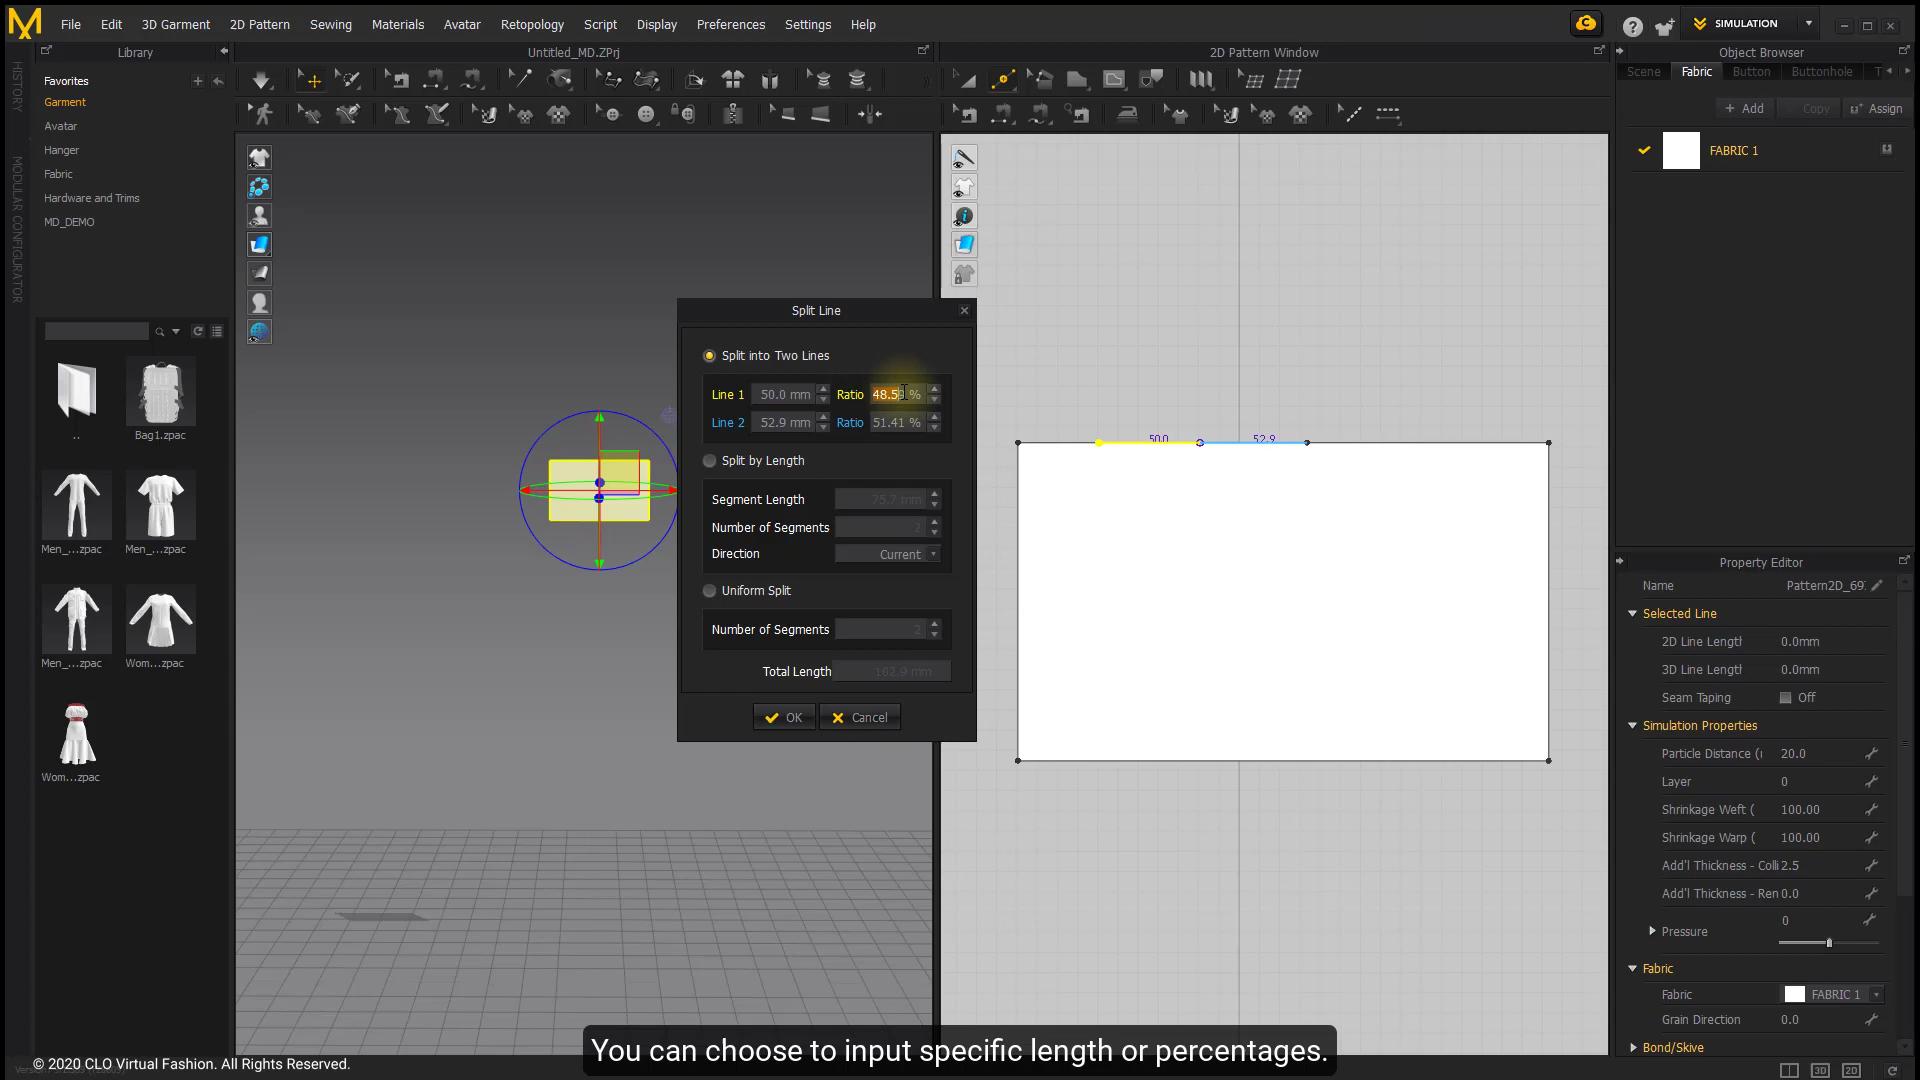 File Edit 3D Garment 2D Pattern Sewing Materials Avatar Retopology Script Display Preferences Settings Help
SIMULATION
Library
Untitled_MD.ZPrj
2D Pattern Window
Object Browser
HISTORY
MODULAR CONFIGURATOR
Favorites
Garment
Avatar
Hanger
Fabric
Hardware and Trims
MD_DEMO
..
Bag1.zpac
Men_...zpac
Men_...zpac
Men_...zpac
Wom...zpac
Wom...zpac
Split Line
Split into Two Lines
Line 1 50.0 mm Ratio 48.59 %
Line 2 52.9 mm Ratio 51.41 %
Split by Length
Segment Length 75.7 mm
Number of Segments 2
Direction Current
Uniform Split
Number of Segments 2
Total Length 102.9 mm
OK Cancel
50.0 52.9
Scene Fabric Button Buttonhole T
+ Add Copy Assign
FABRIC 1
Property Editor
Name Pattern2D_69
Selected Line
2D Line Length 0.0mm
3D Line Length 0.0mm
Seam Taping Off
Simulation Properties
Particle Distance ( 20.0
Layer 0
Shrinkage Weft ( 100.00
Shrinkage Warp ( 100.00
Add'l Thickness - Colli 2.5
Add'l Thickness - Ren 0.0
Pressure 0
Fabric
Fabric FABRIC 1
Grain Direction 0.0
Bond/Skive
3D 2D
You can choose to input specific length or percentages.
© 2020 CLO Virtual Fashion. All Rights Reserved.